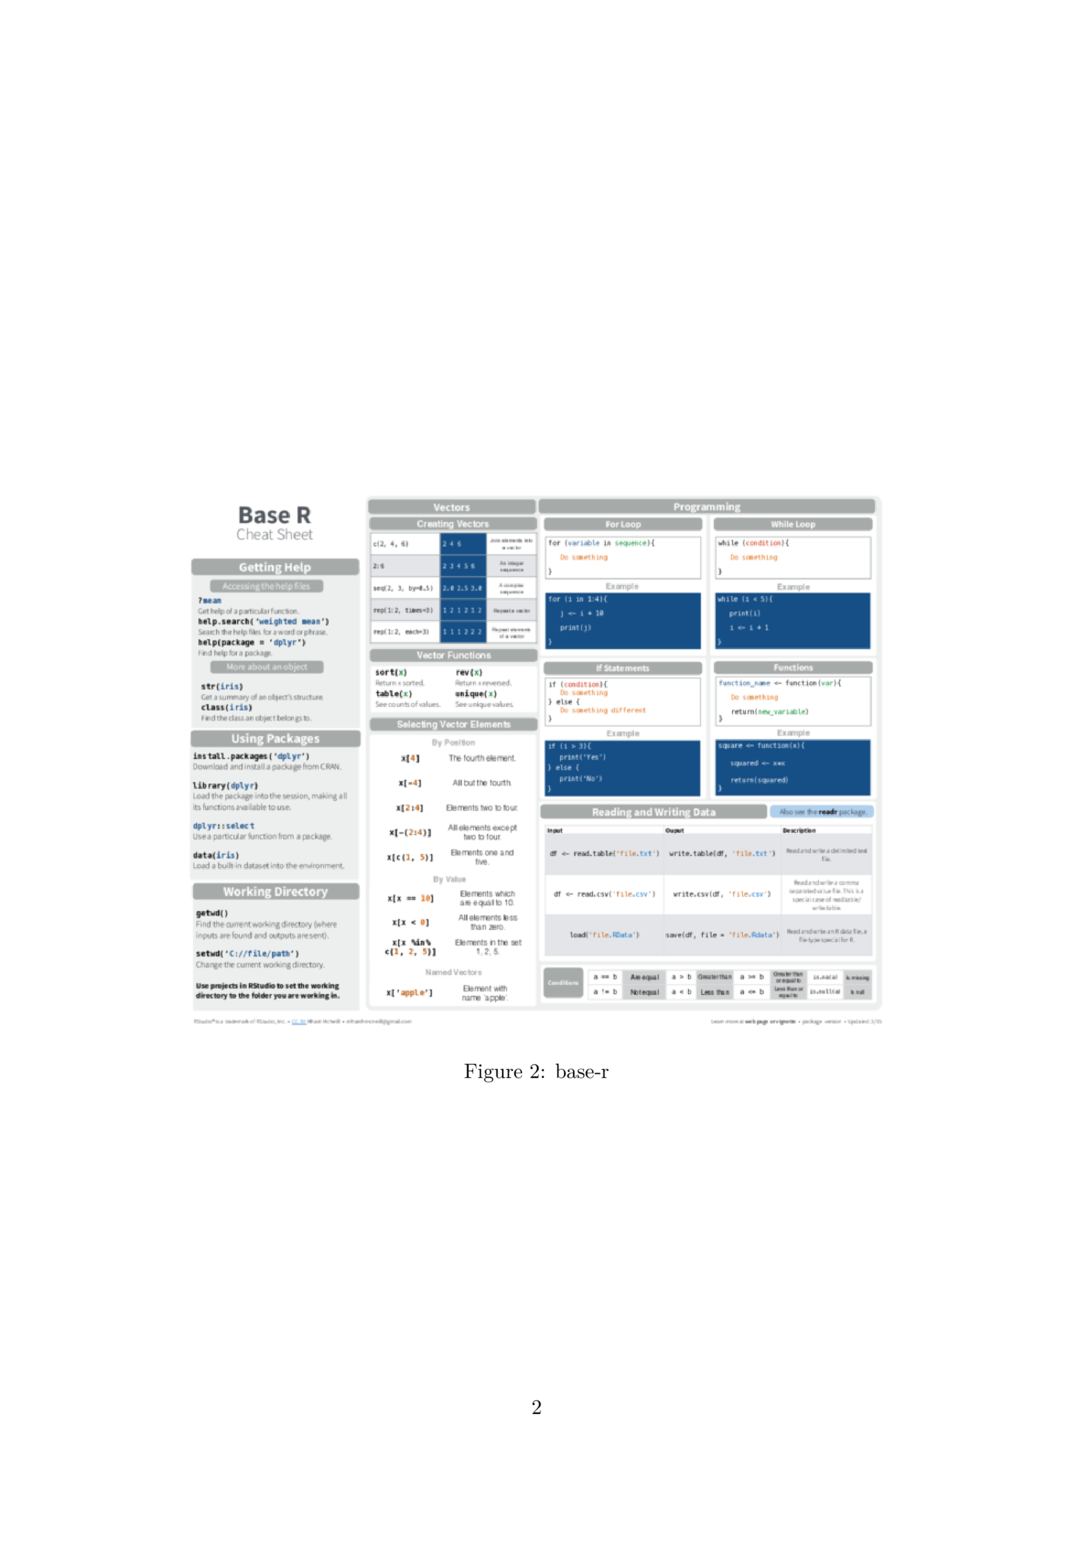 Base R
Cheat Sheet
Getting Help
Accessing the help files
?mean
Get help of a particular function.
help.search('weighted mean')
Search the help files for a word or phrase.
help(package = 'dplyr')
Find help for a package.
More about an object
str(iris)
Get a summary of an object's structure.
class(iris)
Find the class an object belongs to.
Using Packages
install.packages('dplyr')
Download and install a package from CRAN.
library(dplyr)
Load the package into the session, making all
its functions available to use.
dplyr::select
Use a particular function from a package.
data(iris)
Load a built-in dataset into the environment.
Working Directory
getwd()
Find the current working directory (where
inputs are found and outputs are sent).
setwd('C://file/path')
Change the current working directory.
Use projects in RStudio to set the working
directory to the folder you are working in.
Vectors
Creating Vectors
c(2, 4, 6) 2 4 6 Join elements into
a vector
2:6 2 3 4 5 6 An integer
sequence
seq(2, 3, by=0.5) 2.0 2.5 3.0 A complex
sequence
rep(1:2, times=3) 1 2 1 2 1 2 Repeat a vector
rep(1:2, each=3) 1 1 1 2 2 2 Repeat elements
of a vector
Vector Functions
sort(x) rev(x)
Return x sorted. Return x reversed.
table(x) unique(x)
See counts of values. See unique values.
Selecting Vector Elements
By Position
x[4] The fourth element.
x[-4] All but the fourth.
x[2:4] Elements two to four.
x[-(2:4)] All elements except
two to four.
x[c(1, 5)] Elements one and
five.
By Value
x[x == 10] Elements which
are equal to 10.
x[x < 0] All elements less
than zero.
x[x %in%
c(1, 2, 5)] Elements in the set
1, 2, 5.
Named Vectors
x['apple'] Element with
name 'apple'.
Programming
For Loop
for (variable in sequence){
Do something
}
Example
for (i in 1:4){
j <- i + 10
print(j)
}
While Loop
while (condition){
Do something
}
Example
while (i < 5){
print(i)
i <- i + 1
}
If Statements
if (condition){
Do something
} else {
Do something different
}
Example
if (i > 3){
print('Yes')
} else {
print('No')
}
Functions
function_name <- function(var){
Do something
return(new_variable)
}
Example
square <- function(x){
squared <- x*x
return(squared)
}
Reading and Writing Data
Also see the readr package.
Input Ouput Description
df <- read.table('file.txt') write.table(df, 'file.txt') Read and write a delimited text
file.
df <- read.csv('file.csv') write.csv(df, 'file.csv') Read and write a comma
separated value file. This is a
special case of read.table/
write.table.
load('file.RData') save(df, file = 'file.Rdata') Read and write an R data file, a
file type special for R.
Conditions
a == b Are equal a > b Greater than a >= b Greater than
or equal to is.na(a) Is missing
a != b Not equal a < b Less than a <= b Less than or
equal to is.null(a) Is null
RStudio® is a trademark of RStudio, Inc. • CC BY Mhairi McNeill • mhairihmcneill@gmail.com
Learn more at web page or vignette • package version • Updated: 3/15
Figure 2: base-r
2